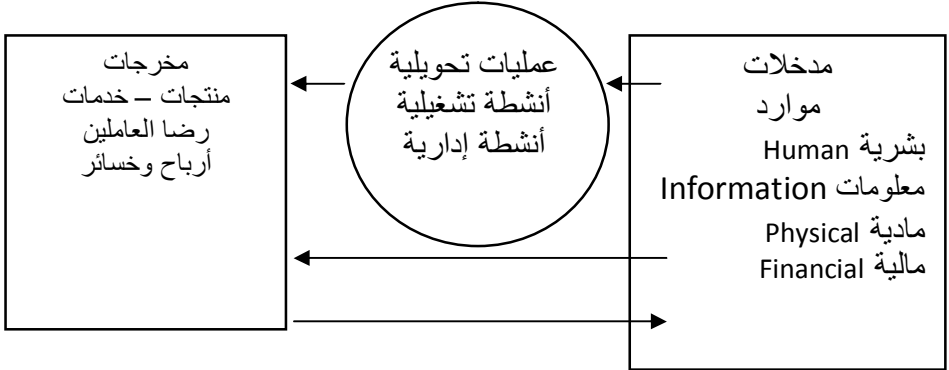 مدخلات
موارد
بشرية Human
معلومات Information
مادية Physical
مالية Financial
عمليات تحويلية
أنشطة تشغيلية
أنشطة إدارية
مخرجات
منتجات – خدمات
رضا العاملين
أرباح وخسائر